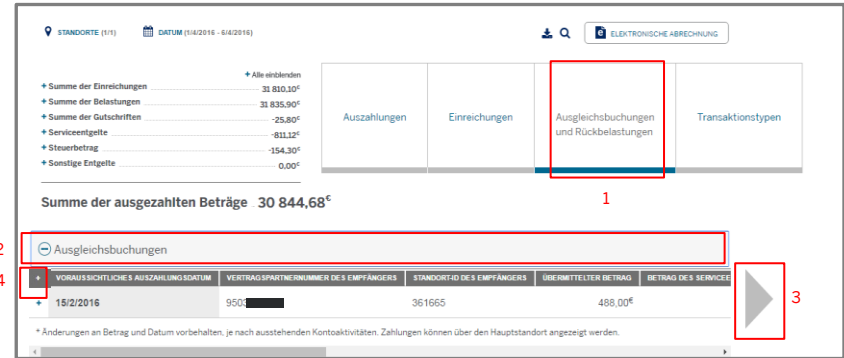 STANDORTE (1/1) DATUM (1/4/2016 - 6/4/2016) e ELEKTRONISCHE ABRECHNUNG
+ Alle einblenden
+ Summe der Einreichungen 31 810,10€
+ Summe der Belastungen 31 835,90€
+ Summe der Gutschriften -25,80€
+ Serviceentgelte -811,12€
+ Steuerbetrag -154,30€
+ Sonstige Entgelte 0,00€
Auszahlungen Einreichungen Ausgleichsbuchungen Transaktionstypen
und Rückbelastungen
Summe der ausgezahlten Beträge 30 844,68€
1
2
Ausgleichsbuchungen
4
+ VORAUSSICHTLICHES AUSZAHLUNGSDATUM VERTRAGSPARTNERNUMMER DES EMPFÄNGERS STANDORT-ID DES EMPFÄNGERS ÜBERMITTELTER BETRAG BETRAG DES
3
+ 15/2/2016 950 361665 488,00€
* Änderungen an Betrag und Datum vorbehalten, je nach ausstehenden Kontoaktivitäten. Zahlungen können über den Hauptstandort angezeigt werden.